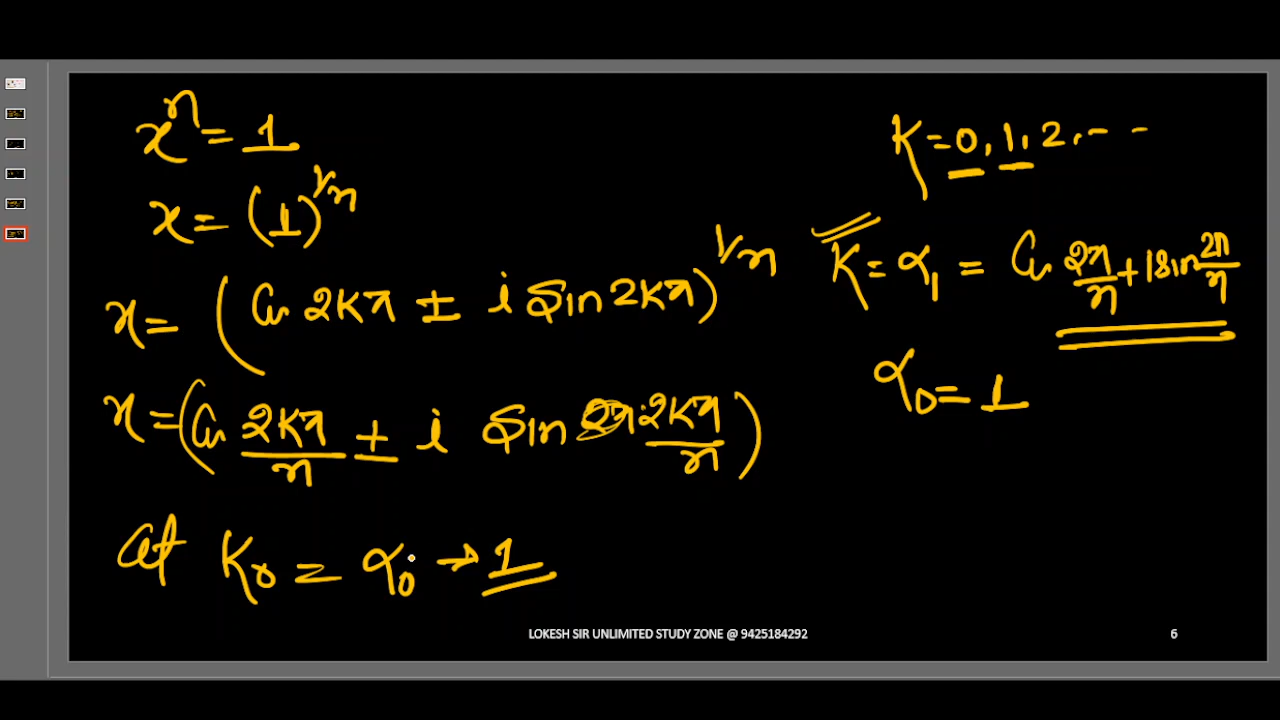 xⁿ = 1
x = (1)^1/n
x = (Cos 2Kπ ± i Sin 2Kπ)^1/n
x = (Cos 2Kπ/n ± i Sin 2Kπ/n)
at K0 = α₀ → 1
K = 0, 1, 2, - -
K = α₁ = Cos 2π/n + i sin 2π/n
α₀ = 1
LOKESH SIR UNLIMITED STUDY ZONE @ 9425184292
6